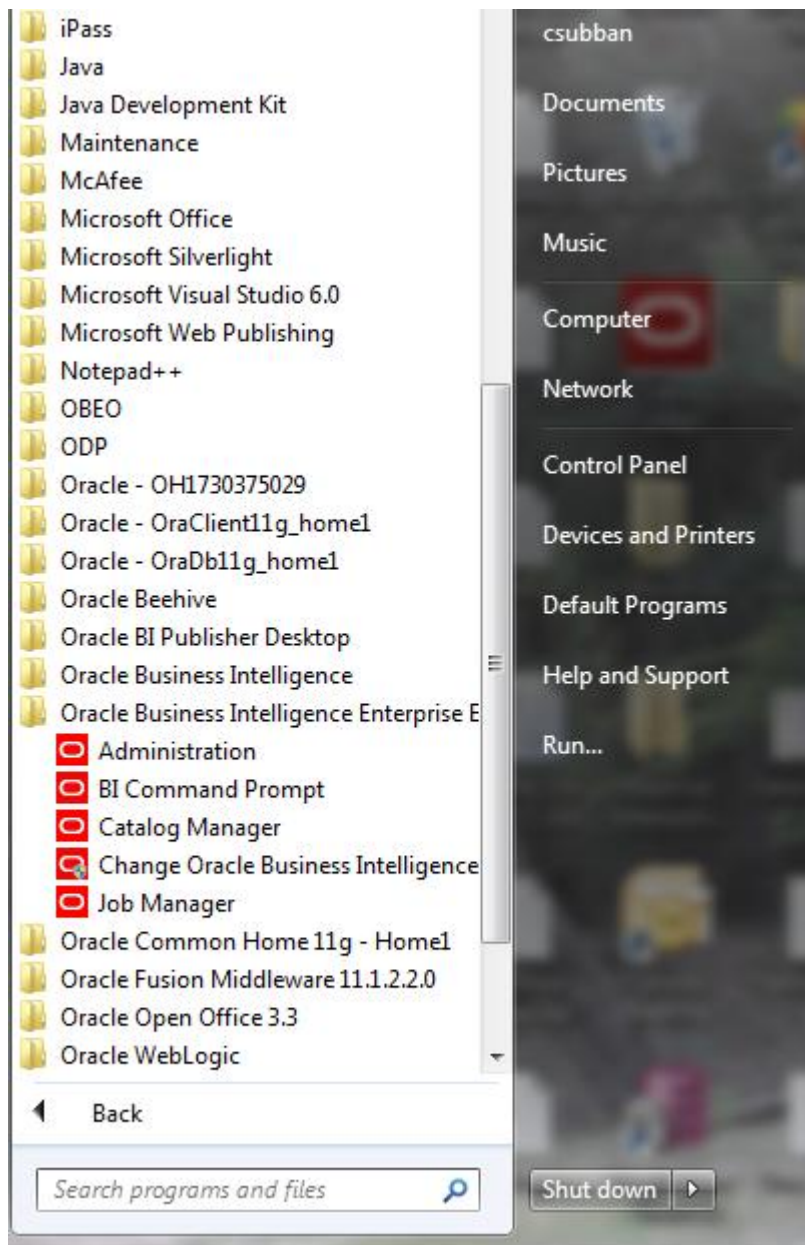 iPass
Java
Java Development Kit
Maintenance
McAfee
Microsoft Office
Microsoft Silverlight
Microsoft Visual Studio 6.0
Microsoft Web Publishing
Notepad++
OBEO
ODP
Oracle - OH1730375029
Oracle - OraClient11g_home1
Oracle - OraDb11g_home1
Oracle Beehive
Oracle BI Publisher Desktop
Oracle Business Intelligence
Oracle Business Intelligence Enterprise E
Administration
BI Command Prompt
Catalog Manager
Change Oracle Business Intelligence
Job Manager
Oracle Common Home 11g - Home1
Oracle Fusion Middleware 11.1.2.2.0
Oracle Open Office 3.3
Oracle WebLogic
Back
Search programs and files
csubban
Documents
Pictures
Music
Computer
Network
Control Panel
Devices and Printers
Default Programs
Help and Support
Run...
Shut down